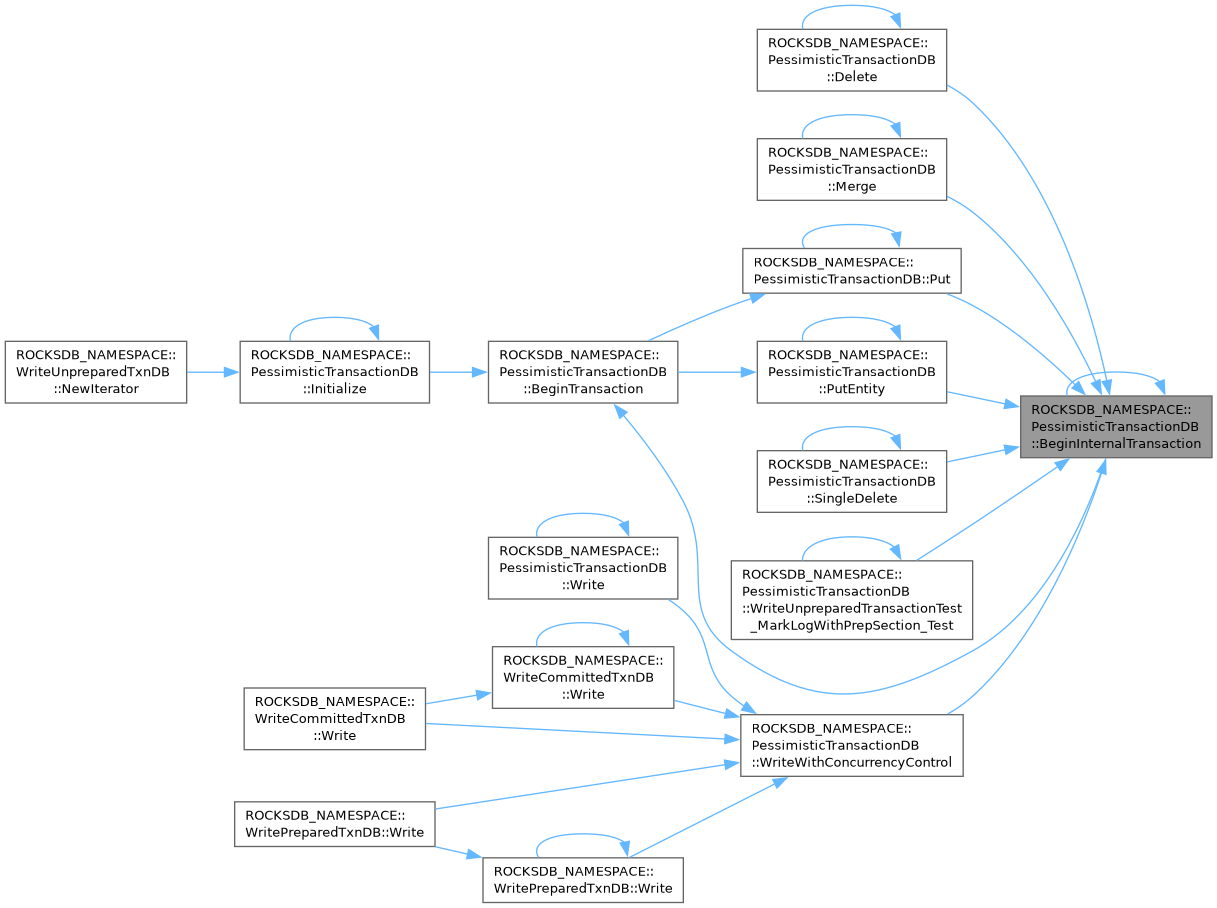 ROCKSDB_NAMESPACE::
PessimisticTransactionDB
::Delete
ROCKSDB_NAMESPACE::
PessimisticTransactionDB
::Merge
ROCKSDB_NAMESPACE::
PessimisticTransactionDB::Put
ROCKSDB_NAMESPACE::
WriteUnpreparedTxnDB
::NewIterator
ROCKSDB_NAMESPACE::
PessimisticTransactionDB
::Initialize
ROCKSDB_NAMESPACE::
PessimisticTransactionDB
::BeginTransaction
ROCKSDB_NAMESPACE::
PessimisticTransactionDB
::PutEntity
ROCKSDB_NAMESPACE::
PessimisticTransactionDB
::BeginInternalTransaction
ROCKSDB_NAMESPACE::
PessimisticTransactionDB
::SingleDelete
ROCKSDB_NAMESPACE::
PessimisticTransactionDB
::Write
ROCKSDB_NAMESPACE::
PessimisticTransactionDB
::WriteUnpreparedTransactionTest
_MarkLogWithPrepSection_Test
ROCKSDB_NAMESPACE::
WriteCommittedTxnDB
::Write
ROCKSDB_NAMESPACE::
WriteCommittedTxnDB
::Write
ROCKSDB_NAMESPACE::
PessimisticTransactionDB
::WriteWithConcurrencyControl
ROCKSDB_NAMESPACE::
WritePreparedTxnDB::Write
ROCKSDB_NAMESPACE::
WritePreparedTxnDB::Write